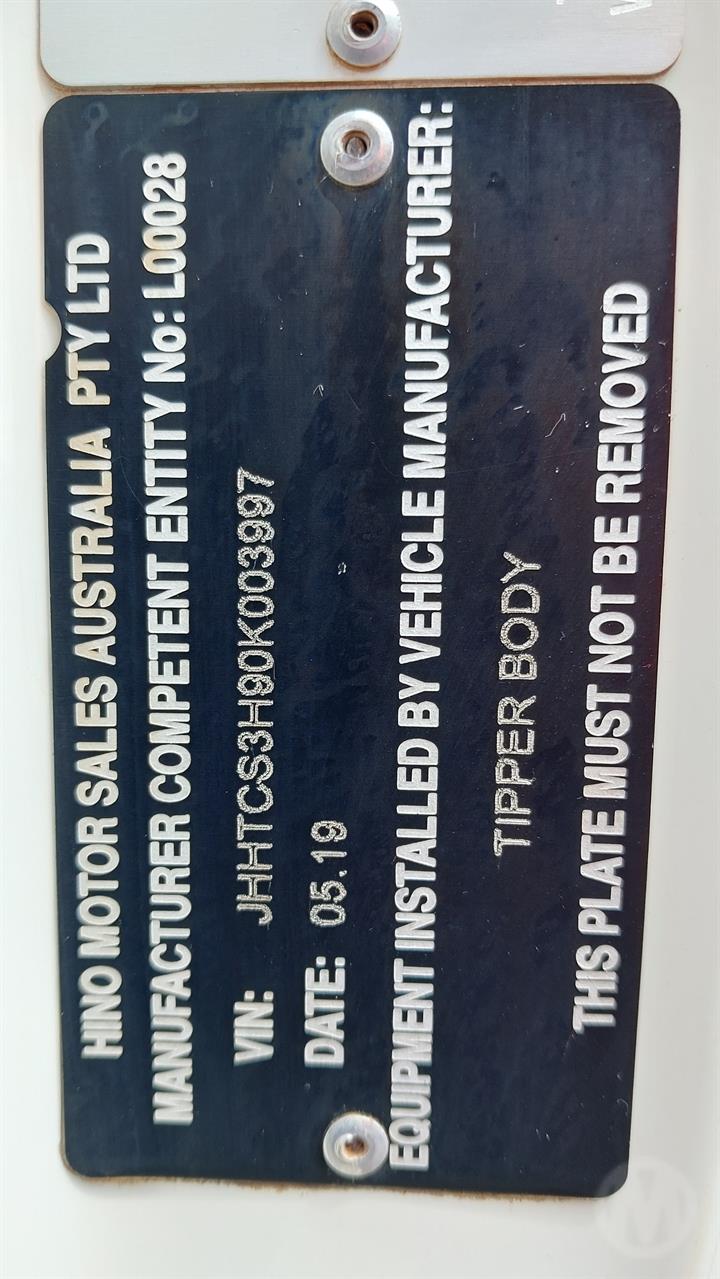 HINO MOTOR SALES AUSTRALIA PTY LTD
MANUFACTURER COMPETENT ENTITY No: L00028
VIN: JHHTCS3H90K003997
DATE: 05.19
EQUIPMENT INSTALLED BY VEHICLE MANUFACTURER:
TIPPER BODY
THIS PLATE MUST NOT BE REMOVED